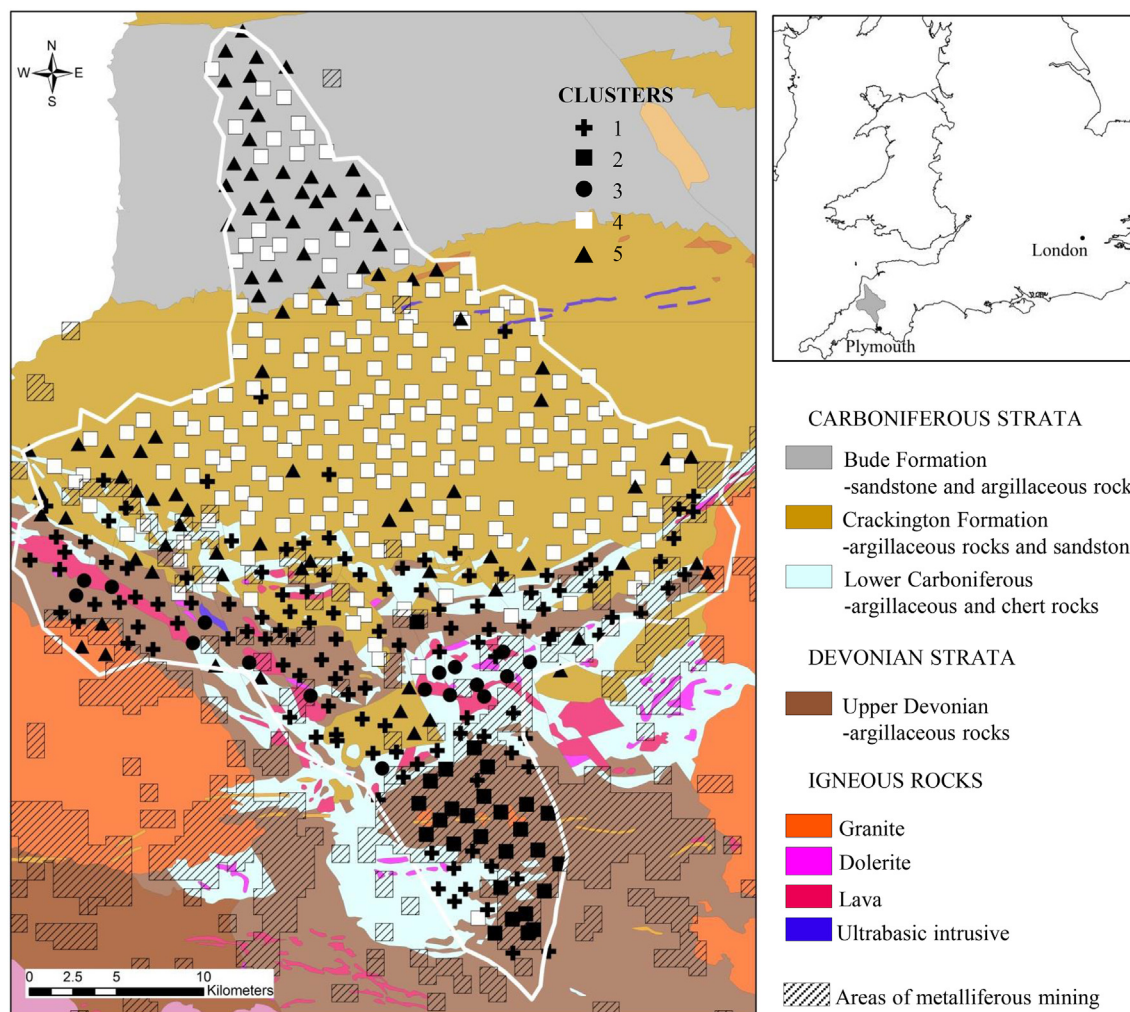 N
W E
S
CLUSTERS
1
2
3
4
5
0 2.5 5 10
Kilometers
London
Plymouth
CARBONIFEROUS STRATA
Bude Formation
-sandstone and argillaceous rock
Crackington Formation
-argillaceous rocks and sandston
Lower Carboniferous
-argillaceous and chert rocks
DEVONIAN STRATA
Upper Devonian
-argillaceous rocks
IGNEOUS ROCKS
Granite
Dolerite
Lava
Ultrabasic intrusive
Areas of metalliferous mining